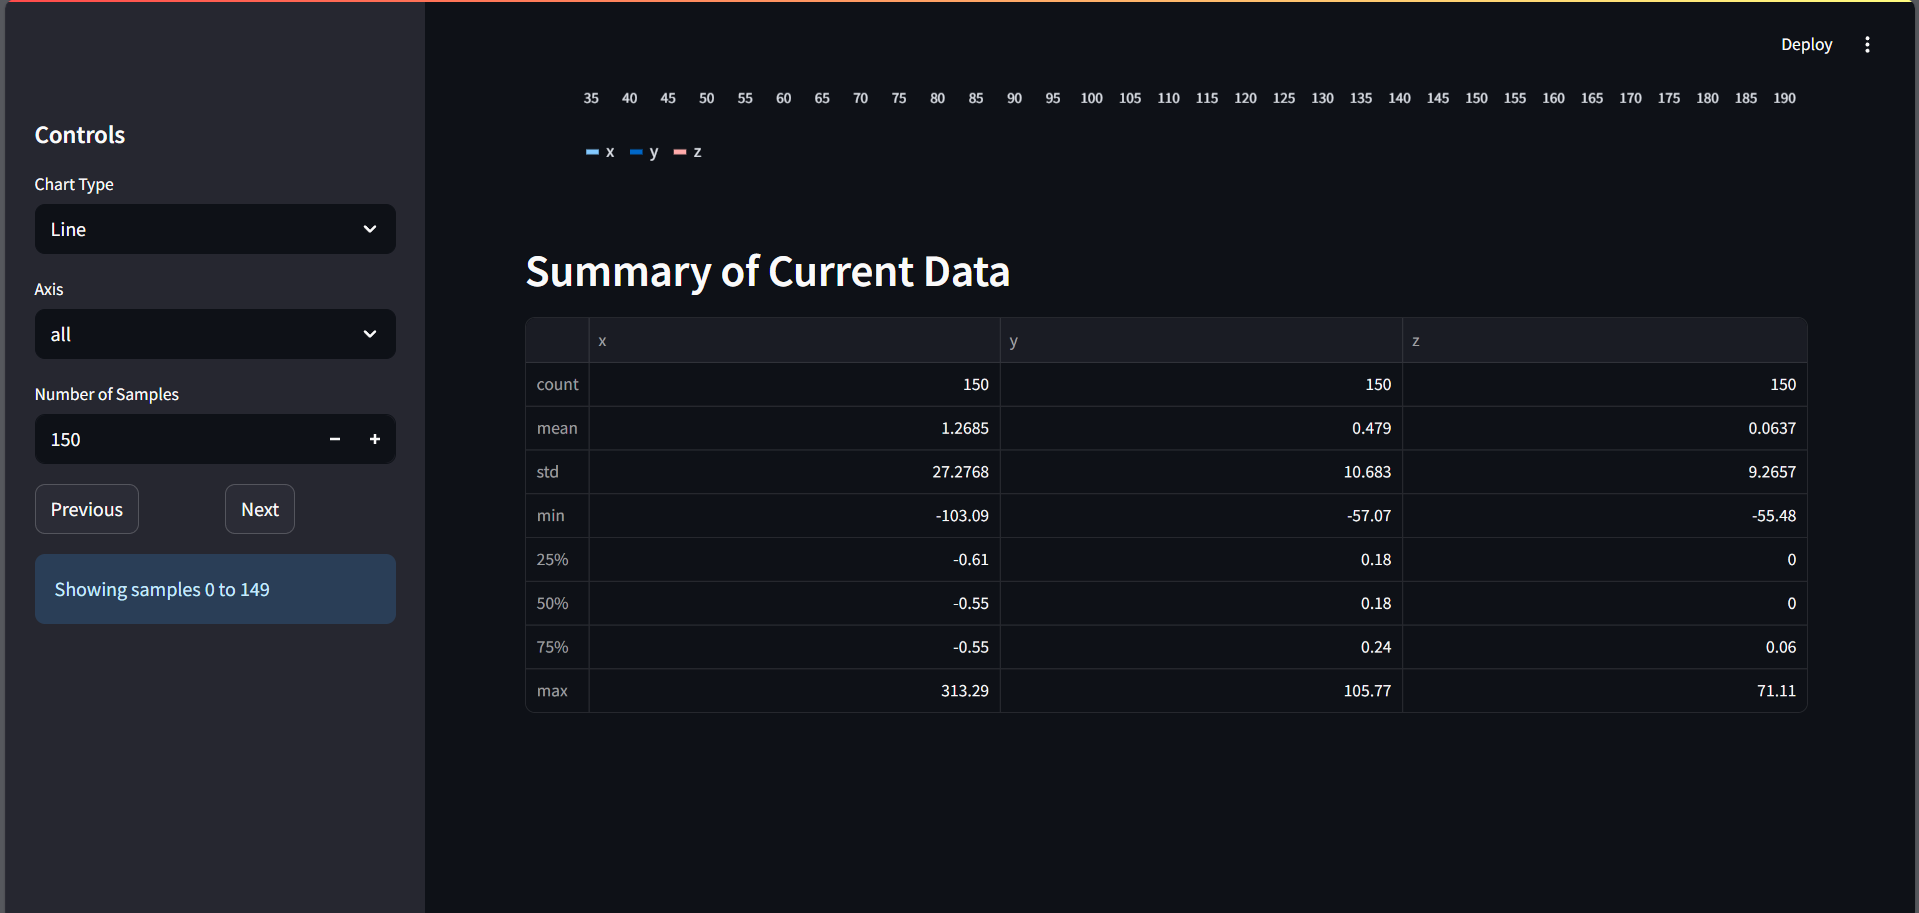 Deploy
Controls
Chart Type
Line
Axis
all
Number of Samples
150
Previous Next
Showing samples 0 to 149
35 40 45 50 55 60 65 70 75 80 85 90 95 100 105 110 115 120 125 130 135 140 145 150 155 160 165 170 175 180 185 190
x y z
Summary of Current Data
x y z
count 150 150 150
mean 1.2685 0.479 0.0637
std 27.2768 10.683 9.2657
min -103.09 -57.07 -55.48
25% -0.61 0.18 0
50% -0.55 0.18 0
75% -0.55 0.24 0.06
max 313.29 105.77 71.11